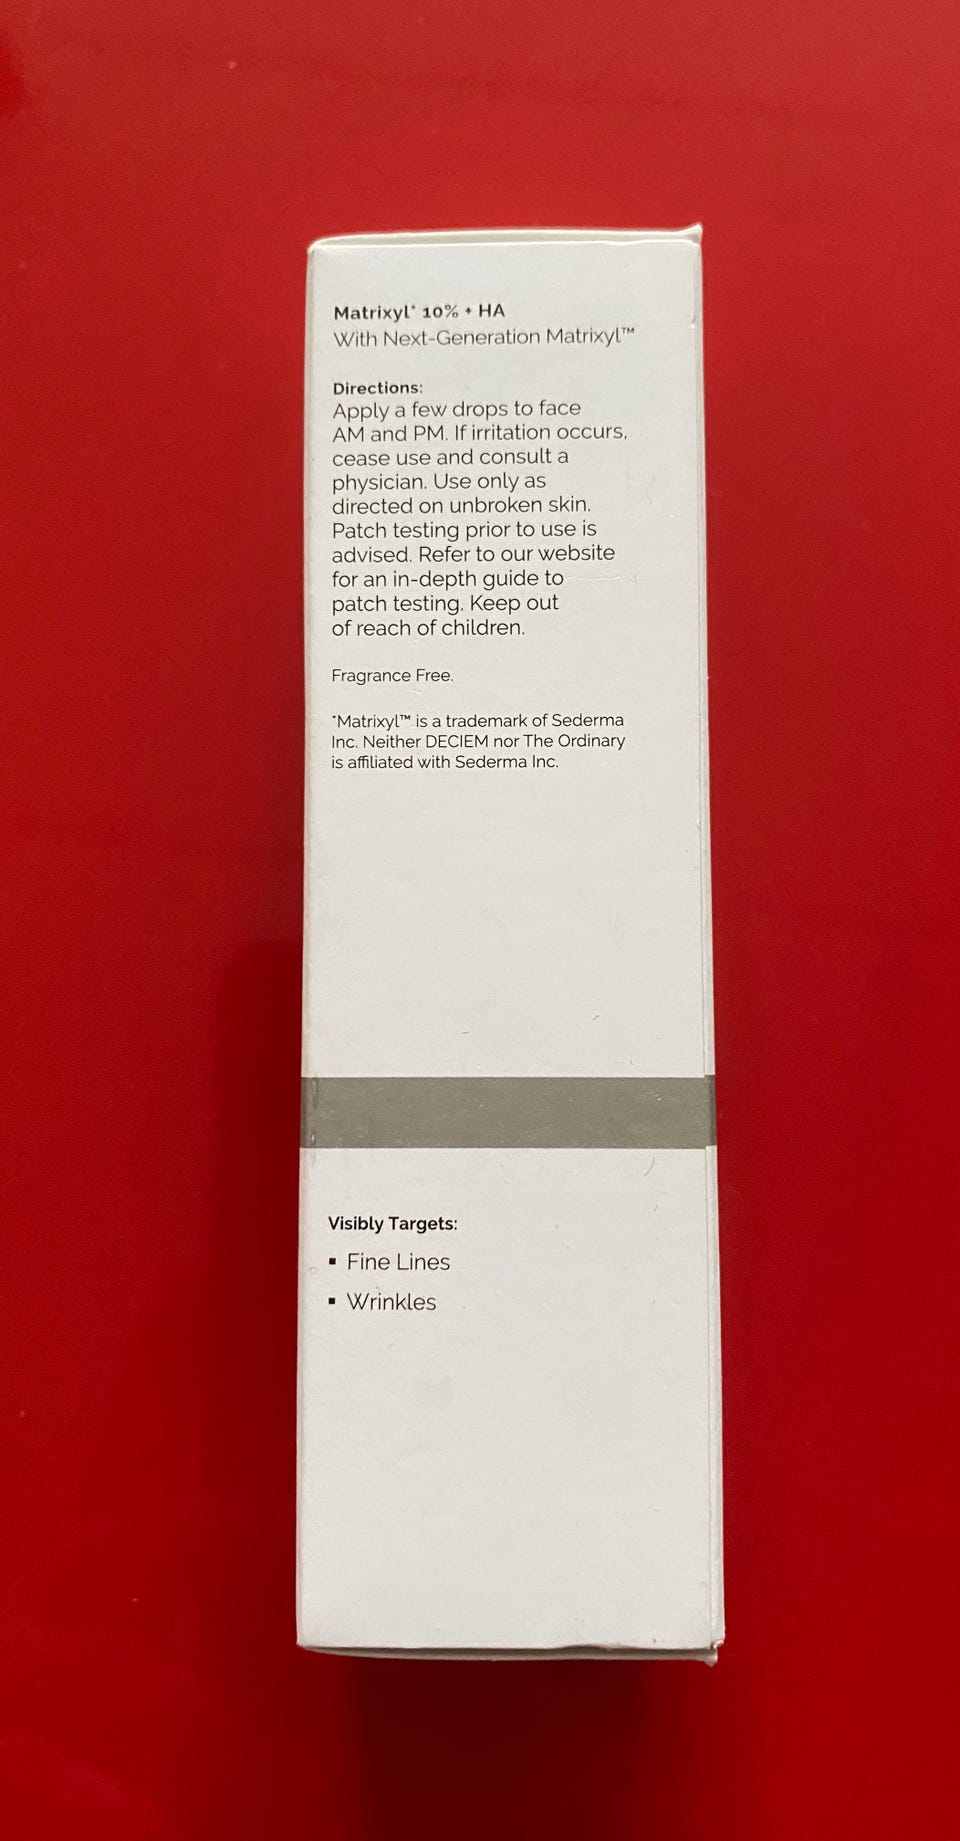 Matrixyl* 10% + HA
With Next-Generation Matrixyl™
Directions:
Apply a few drops to face
AM and PM. If irritation occurs,
cease use and consult a
physician. Use only as
directed on unbroken skin.
Patch testing prior to use is
advised. Refer to our website
for an in-depth guide to
patch testing. Keep out
of reach of children.
Fragrance Free.
*Matrixyl™ is a trademark of Sederma
Inc. Neither DECIEM nor The Ordinary
is affiliated with Sederma Inc.
Visibly Targets:
▪ Fine Lines
▪ Wrinkles